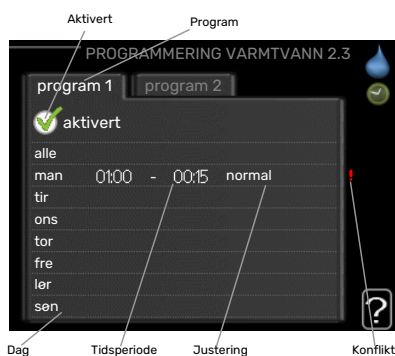 Aktivert
Program
PROGRAMMERING VARMTVANN 2.3
program 1
program 2
aktivert
alle
man 01:00 - 00:15 normal !
tir
ons
tor
fre
lør
søn
?
Dag
Tidsperiode
Justering
Konflikt